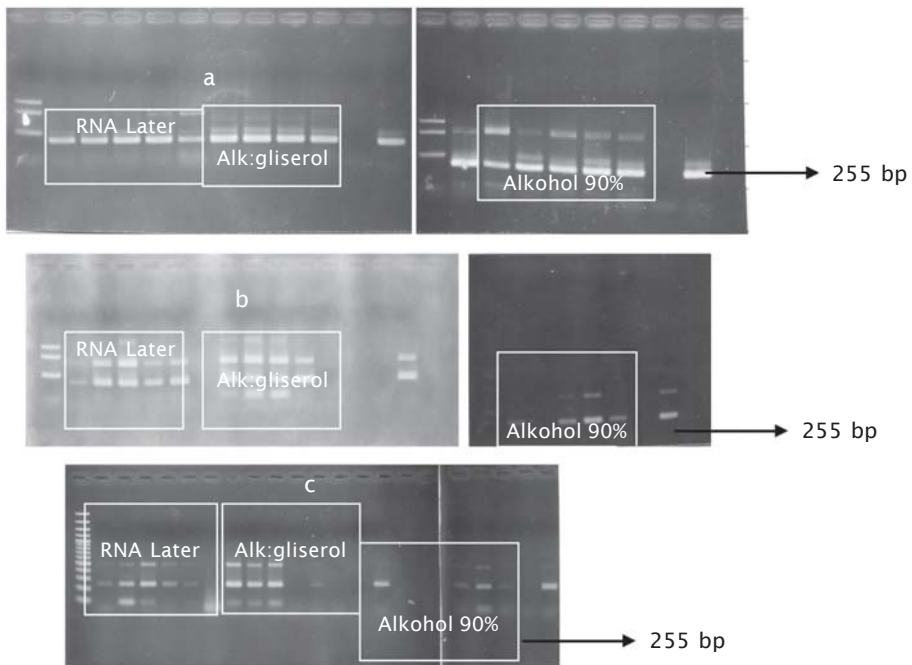 a
RNA Later
Alk:gliserol
Alkohol 90%
255 bp
b
RNA Later
Alk:gliserol
Alkohol 90%
255 bp
c
RNA Later
Alk:gliserol
Alkohol 90%
255 bp